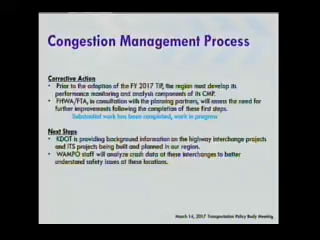 Congestion Management Process
Corrective Action
• Prior to the adoption of the FY 2017 TIP, the region must develop its
performance monitoring and analysis components of its CMP.
• FHWA/FTA, in consultation with the planning partners, will assess the need for
further improvements following the completion of these first steps.
Substantial work has been completed, work in progress
Next Steps
• KDOT is providing background information on the highway interchange projects
and ITS projects being built and planned in our region.
• WAMPO staff will analyze crash data at these interchanges to better
understand safety issues at these locations.
March 14, 2017 Transportation Policy Body Meeting